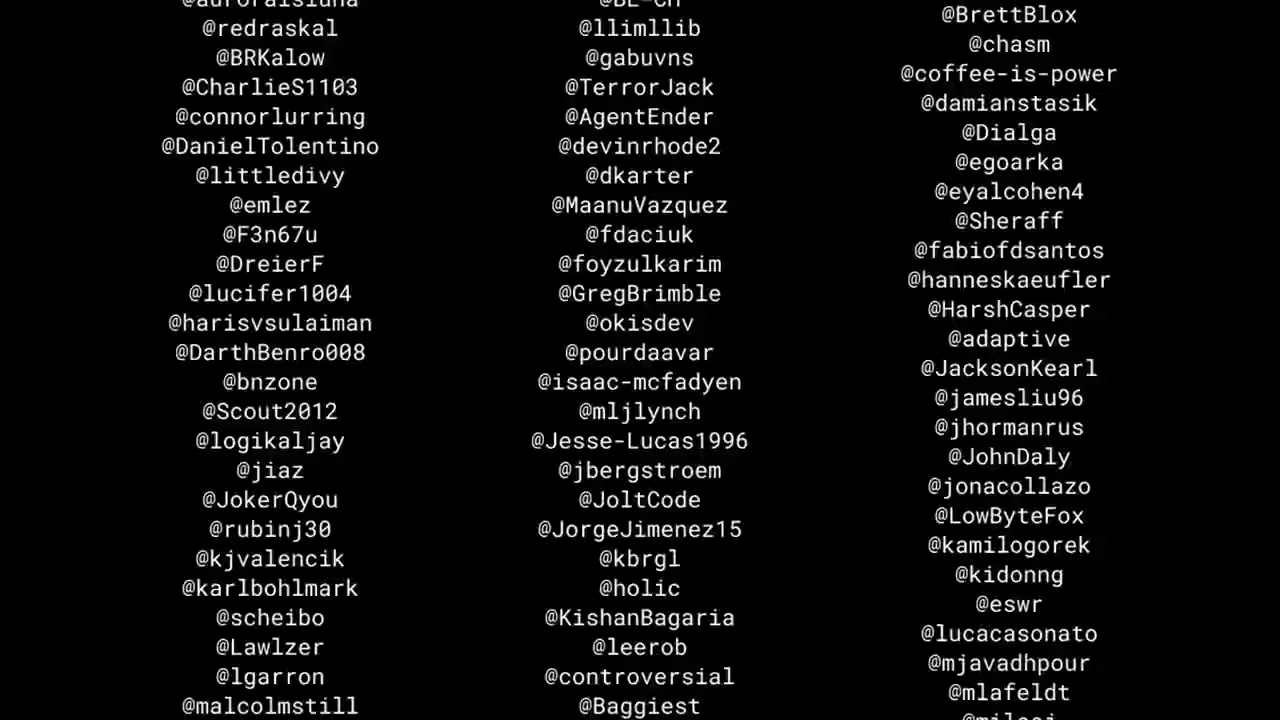 @redraskal
@BRKalow
@CharlieS1103
@connorlurring
@DanielTolentino
@littledivy
@emlez
@F3n67u
@DreierF
@lucifer1004
@harisvsulaiman
@DarthBenro008
@bnzone
@Scout2012
@logikaljay
@jiaz
@JokerQyou
@rubinj30
@kjvalencik
@karlbohlmark
@scheibo
@Lawlzer
@lgarron
@malcolmstill
@llimllib
@gabuvns
@TerrorJack
@AgentEnder
@devinrhode2
@dkarter
@MaanuVazquez
@fdaciuk
@foyzulkarim
@GregBrimble
@okisdev
@pourdaavar
@isaac-mcfadyen
@mljlynch
@Jesse-Lucas1996
@jbergstroem
@JoltCode
@JorgeJimenez15
@kbrgl
@holic
@KishanBagaria
@leerob
@controversial
@Baggiest
@BrettBlox
@chasm
@coffee-is-power
@damianstasik
@Dialga
@egoarka
@eyalcohen4
@Sheraff
@fabiofdsantos
@hanneskaeufler
@HarshCasper
@adaptive
@JacksonKearl
@jamesliu96
@jhormanrus
@JohnDaly
@jonacollazo
@LowByteFox
@kamilogorek
@kidonng
@eswr
@lucacasonato
@mjavadhpour
@mlafeldt